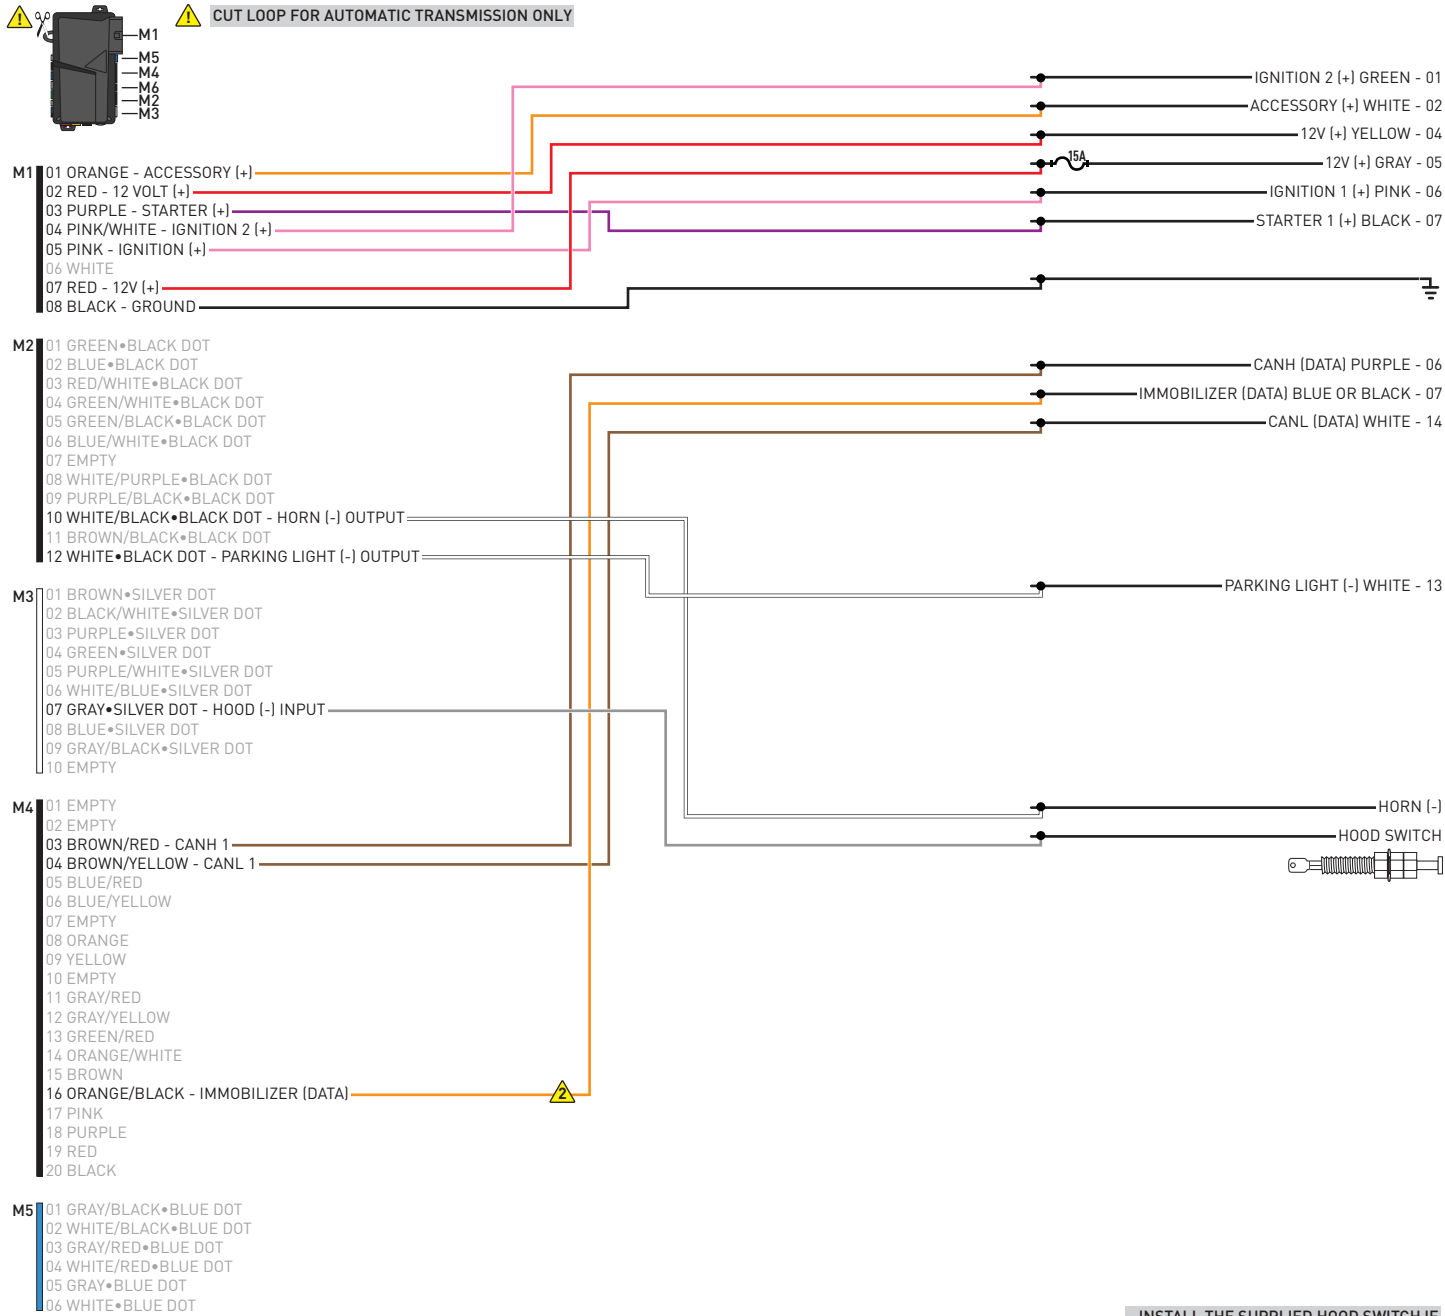 CUT LOOP FOR AUTOMATIC TRANSMISSION ONLY
M1
M5
M4
M6
M2
M3
IGNITION 2 (+) GREEN - 01
ACCESSORY (+) WHITE - 02
12V (+) YELLOW - 04
15A
12V (+) GRAY - 05
IGNITION 1 (+) PINK - 06
STARTER 1 (+) BLACK - 07
M1
01 ORANGE - ACCESSORY (+)
02 RED - 12 VOLT (+)
03 PURPLE - STARTER (+)
04 PINK/WHITE - IGNITION 2 (+)
05 PINK - IGNITION (+)
06 WHITE
07 RED - 12V (+)
08 BLACK - GROUND
M2
01 GREEN•BLACK DOT
02 BLUE•BLACK DOT
03 RED/WHITE•BLACK DOT
04 GREEN/WHITE•BLACK DOT
05 GREEN/BLACK•BLACK DOT
06 BLUE/WHITE•BLACK DOT
07 EMPTY
08 WHITE/PURPLE•BLACK DOT
09 PURPLE/BLACK•BLACK DOT
10 WHITE/BLACK•BLACK DOT - HORN (-) OUTPUT
11 BROWN/BLACK•BLACK DOT
12 WHITE•BLACK DOT - PARKING LIGHT (-) OUTPUT
CANH (DATA) PURPLE - 06
IMMOBILIZER (DATA) BLUE OR BLACK - 07
CANL (DATA) WHITE - 14
PARKING LIGHT (-) WHITE - 13
M3
01 BROWN•SILVER DOT
02 BLACK/WHITE•SILVER DOT
03 PURPLE•SILVER DOT
04 GREEN•SILVER DOT
05 PURPLE/WHITE•SILVER DOT
06 WHITE/BLUE•SILVER DOT
07 GRAY•SILVER DOT - HOOD (-) INPUT
08 BLUE•SILVER DOT
09 GRAY/BLACK•SILVER DOT
10 EMPTY
HORN (-)
HOOD SWITCH
M4
01 EMPTY
02 EMPTY
03 BROWN/RED - CANH 1
04 BROWN/YELLOW - CANL 1
05 BLUE/RED
06 BLUE/YELLOW
07 EMPTY
08 ORANGE
09 YELLOW
10 EMPTY
11 GRAY/RED
12 GRAY/YELLOW
13 GREEN/RED
14 ORANGE/WHITE
15 BROWN
16 ORANGE/BLACK - IMMOBILIZER (DATA)
2
17 PINK
18 PURPLE
19 RED
20 BLACK
M5
01 GRAY/BLACK•BLUE DOT
02 WHITE/BLACK•BLUE DOT
03 GRAY/RED•BLUE DOT
04 WHITE/RED•BLUE DOT
05 GRAY•BLUE DOT
06 WHITE•BLUE DOT
INSTALL THE SUPPLIED HOOD SWITCH IF